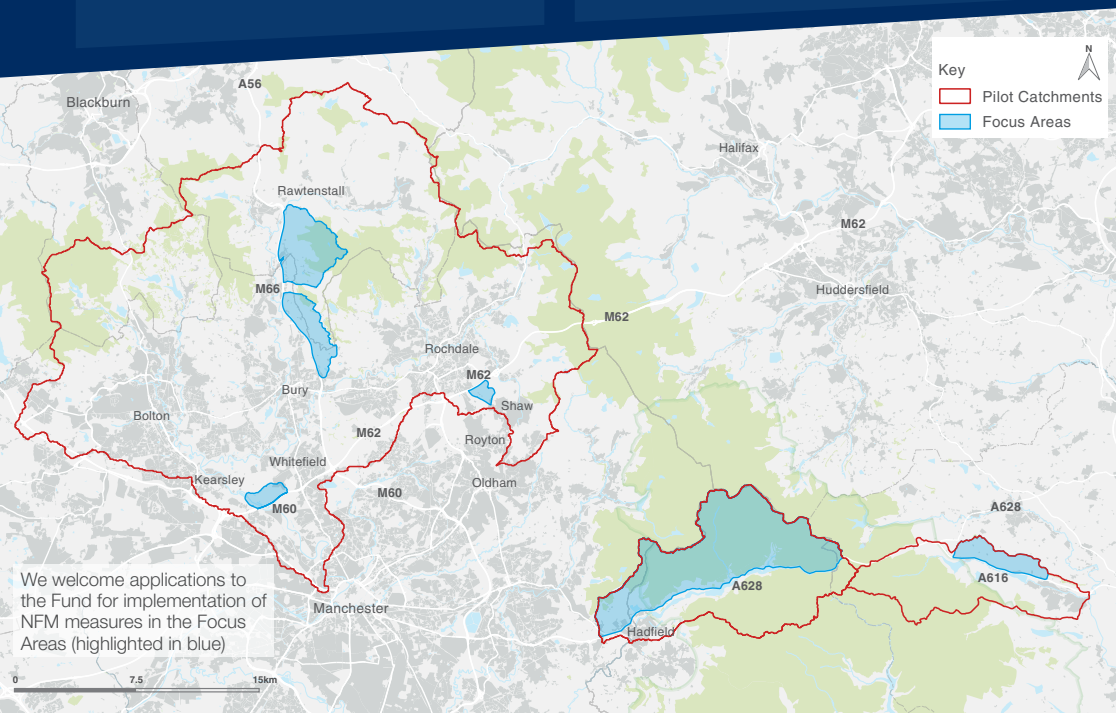 N
Key
Pilot Catchments
Focus Areas
A56
Blackburn
Halifax
Rawtenstall
M62
M66
Huddersfield
M62
Rochdale
M62
Bury
Shaw
Bolton
M62
Royton
Whitefield
Kearsley
Oldham
M60
M60
A628
We welcome applications to
the Fund for implementation of
NFM measures in the Focus
Areas (highlighted in blue)
A616
A628
Manchester
Hadfield
0 7.5 15km